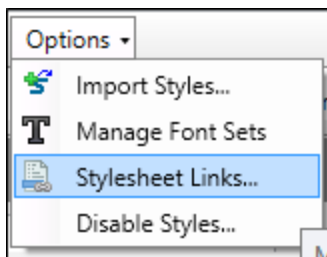 Options
Import Styles...
Manage Font Sets
Stylesheet Links...
Disable Styles...